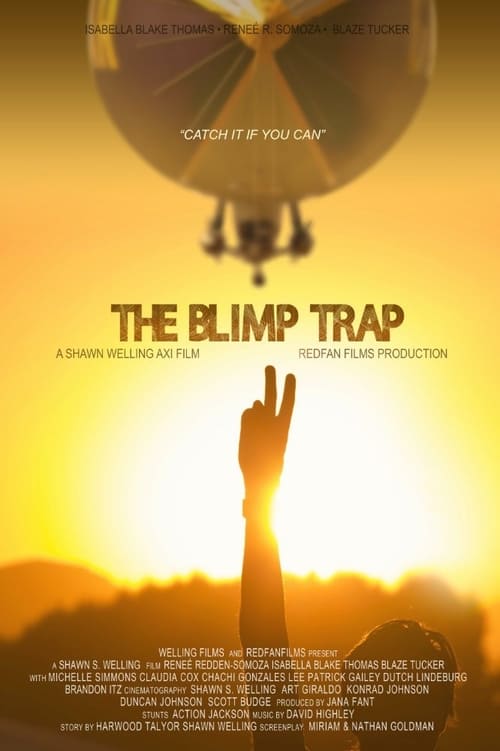 ISABELLA BLAKE THOMAS • RENEÉ R. SOMOZA • BLAZE TUCKER
"CATCH IT IF YOU CAN"
THE BLIMP TRAP
A SHAWN WELLING AXI FILM REDFAN FILMS PRODUCTION
WELLING FILMS AND REDFANFILMS PRESENT
A SHAWN S. WELLING FILM RENEÉ REDDEN-SOMOZA ISABELLA BLAKE THOMAS BLAZE TUCKER
WITH MICHELLE SIMMONS CLAUDIA COX CHACHI GONZALES LEE PATRICK GAILEY DUTCH LINDEBURG
BRANDON ITZ CINEMATOGRAPHY SHAWN S. WELLING ART GIRALDO KONRAD JOHNSON
DUNCAN JOHNSON SCOTT BUDGE PRODUCED BY JANA FANT
STUNTS ACTION JACKSON MUSIC BY DAVID HIGHLEY
STORY BY HARWOOD TALYOR SHAWN WELLING SCREENPLAY: MIRIAM & NATHAN GOLDMAN